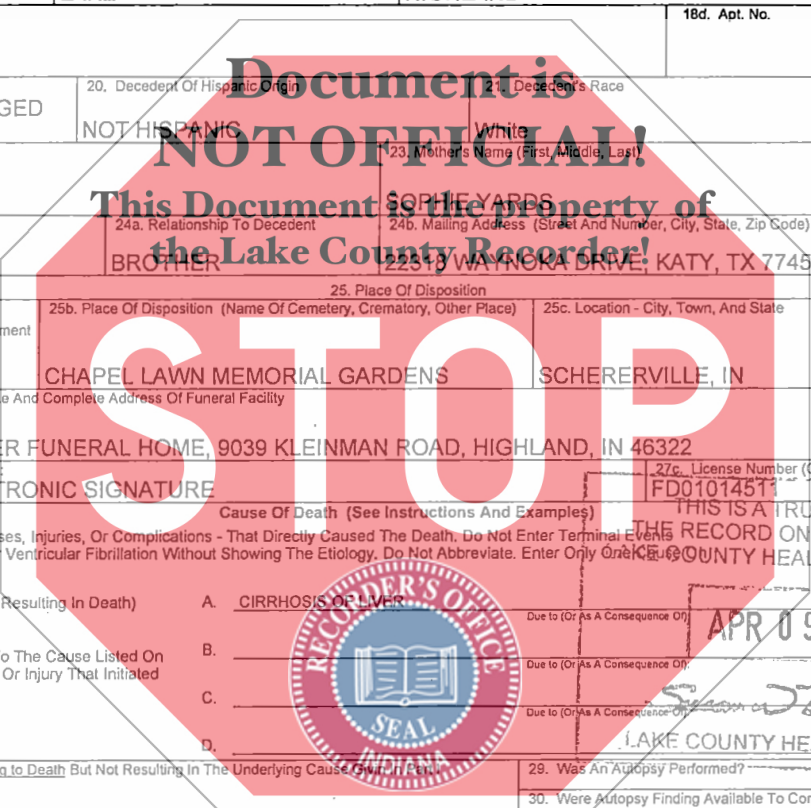 18d. Apt. No.
Document is
20. Decedent Of Hispanic Origin
21. Decedent's Race
GED
NOT HISPANIC
White
NOT OFFICIAL!
23. Mother's Name (First, Middle, Last)
SOPHIE YARDS
This Document is the property of
24a. Relationship To Decedent
24b. Mailing Address (Street And Number, City, State, Zip Code)
the Lake County Recorder!
BROTHER
WAYNOKA DRIVE, KATY, TX 7745
25. Place Of Disposition
25b. Place Of Disposition (Name Of Cemetery, Crematory, Other Place)
25c. Location - City, Town, And State
ment
CHAPEL LAWN MEMORIAL GARDENS
SCHERERVILLE, IN
STOP
e And Complete Address Of Funeral Facility
ER FUNERAL HOME, 9039 KLEINMAN ROAD, HIGHLAND, IN 46322
27c. License Number (O
TRONIC SIGNATURE
FD01014511
Cause Of Death (See Instructions And Examples)
THIS IS A TRU
ses, Injuries, Or Complications - That Directly Caused The Death. Do Not Enter Terminal Events
THE RECORD ON
Ventricular Fibrillation Without Showing The Etiology. Do Not Abbreviate. Enter Only One Cause On
LAKE COUNTY HEAL
Resulting In Death)
A. CIRRHOSIS OF LIVER
Due to (Or As A Consequence Of)
APR 09
RECORDER'S OFFICE
o The Cause Listed On
B.
Due to (Or As A Consequence Of):
Or Injury That Initiated
C.
Due to (Or As A Consequence Of)
SEAL
D.
LAKE COUNTY HE
INDIANA
g to Death But Not Resulting In The Underlying Cause Given In Part I
29. Was An Autopsy Performed?
30. Were Autopsy Finding Available To Com